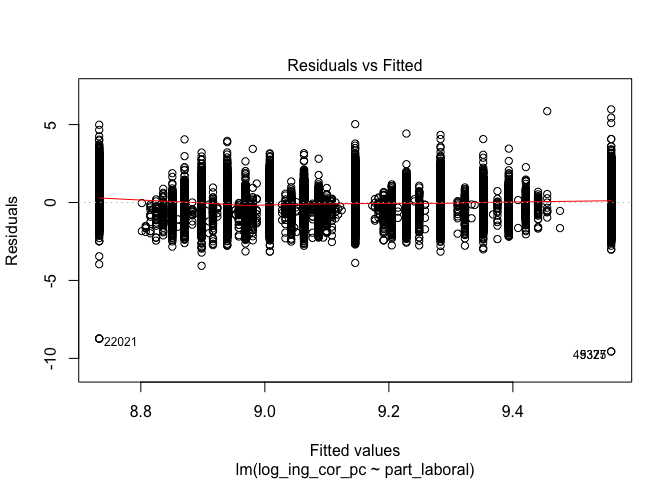 Residuals vs Fitted
Residuals
5
0
-5
-10
22021
8.8
9.0
9.2
9.4
Fitted values
lm(log_ing_cor_pc ~ part_laboral)